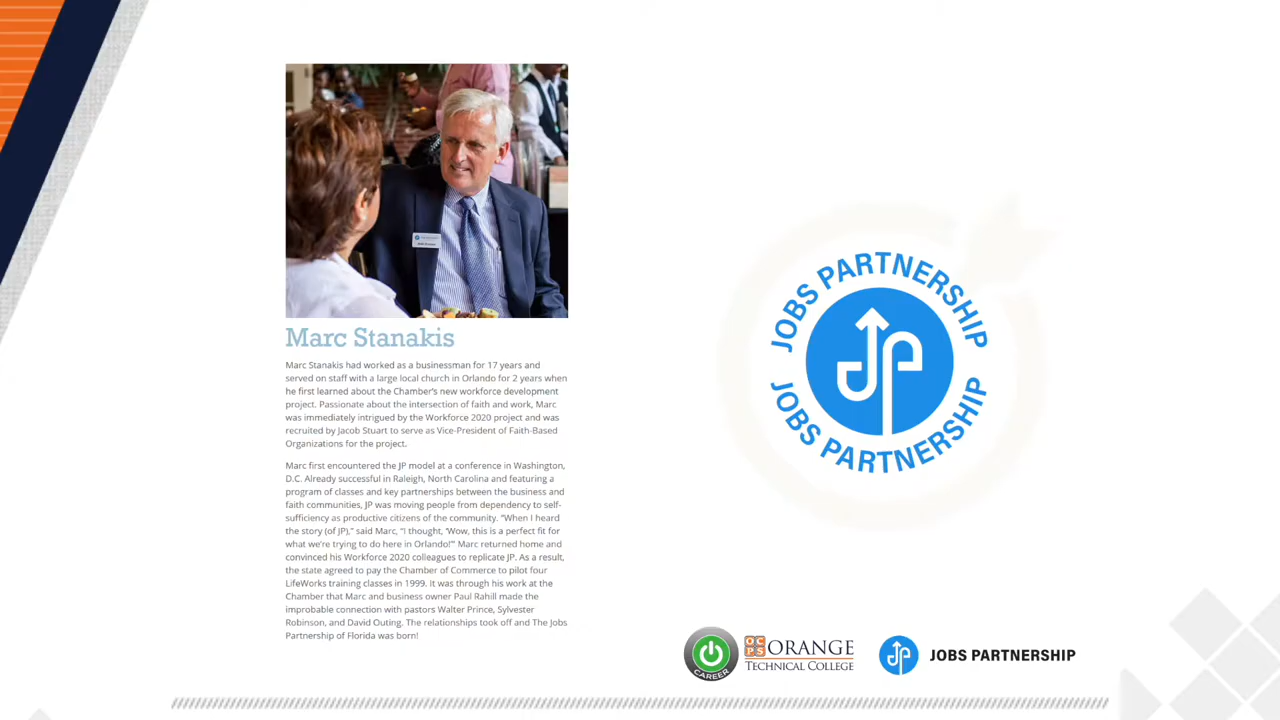 Marc Stanakis
Marc Stanakis had worked as a businessman for 17 years and
served on staff with a large local church in Orlando for 2 years when
he first learned about the Chamber's new workforce development
project. Passionate about the intersection of faith and work, Marc
was immediately intrigued by the Workforce 2020 project and was
recruited by Jacob Stuart to serve as Vice-President of Faith-Based
Organizations for the project.
Marc first encountered the JP model at a conference in Washington,
D.C. Already successful in Raleigh, North Carolina and featuring a
program of classes and key partnerships between the business and
faith communities, JP was moving people from dependency to self-
sufficiency as productive citizens of the community. "When I heard
the story (of JP)," said Marc, "I thought, 'Wow, this is a perfect fit for
what we're trying to do here in Orlando!'" Marc returned home and
convinced his Workforce 2020 colleagues to replicate JP. As a result,
the state agreed to pay the Chamber of Commerce to pilot four
LifeWorks training classes in 1999. It was through his work at the
Chamber that Marc and business owner Paul Rahill made the
improbable connection with pastors Walter Prince, Sylvester
Robinson, and David Outing. The relationships took off and The Jobs
Partnership of Florida was born!
JOBS PARTNERSHIP
JP
JOBS PARTNERSHIP
CAREER
OCPS
ORANGE
TECHNICAL COLLEGE
JP
JOBS PARTNERSHIP